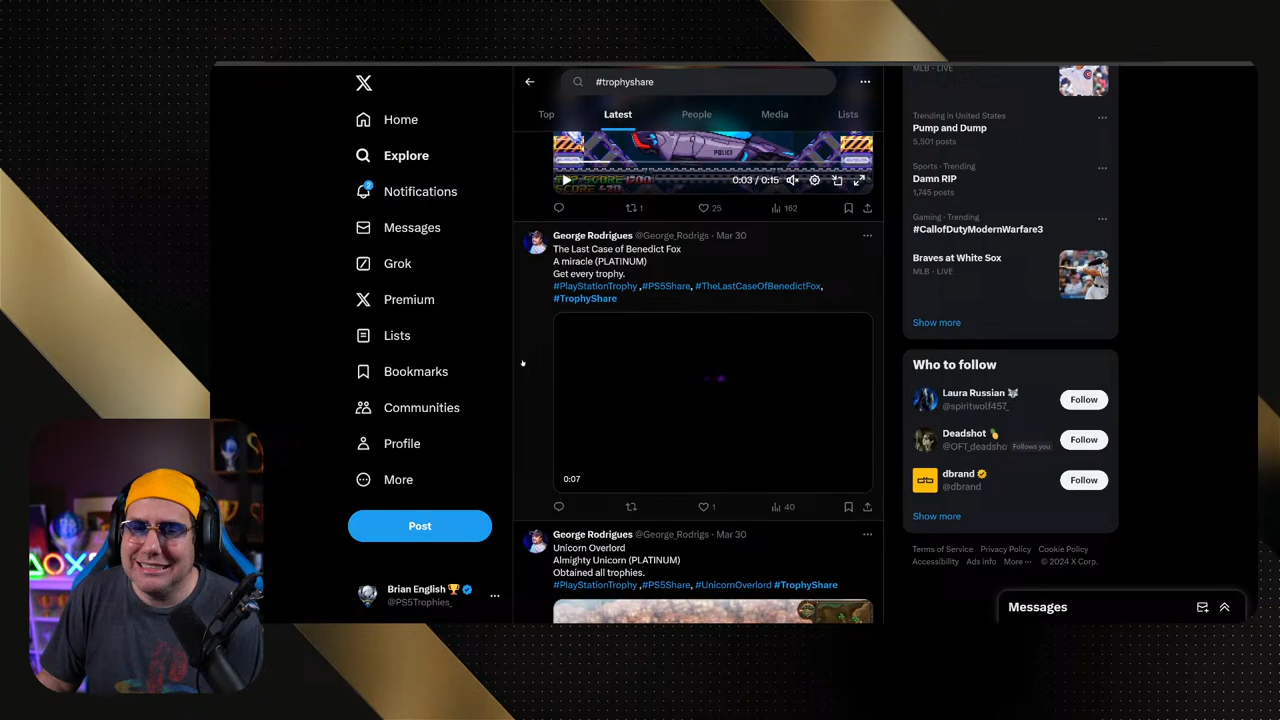 Home
Explore
2
Notifications
Messages
Grok
Premium
Lists
Bookmarks
Communities
Profile
More
Post
Brian English
@PS5Trophies_
#trophyshare
Top
Latest
People
Media
Lists
POLICE
0:03 / 0:15
1
25
162
George Rodrigues @George_Rodrigs · Mar 30
The Last Case of Benedict Fox
A miracle (PLATINUM)
Get every trophy.
#PlayStationTrophy ,#PS5Share, #TheLastCaseOfBenedictFox,
#TrophyShare
0:07
1
40
George Rodrigues @George_Rodrigs · Mar 30
Unicorn Overlord
Almighty Unicorn (PLATINUM)
Obtained all trophies.
#PlayStationTrophy ,#PS5Share, #UnicornOverlord #TrophyShare
MLB · LIVE
Trending in United States
Pump and Dump
5,501 posts
Sports · Trending
Damn RIP
1,745 posts
Gaming · Trending
#CallofDutyModernWarfare3
Braves at White Sox
MLB · LIVE
Show more
Who to follow
Laura Russian
@spiritwolf457_
Follow
Deadshot
@OFT_deadsho Follows you
Follow
dbrand
@dbrand
Follow
Show more
Terms of Service Privacy Policy Cookie Policy
Accessibility Ads info More ··· © 2024 X Corp.
Messages